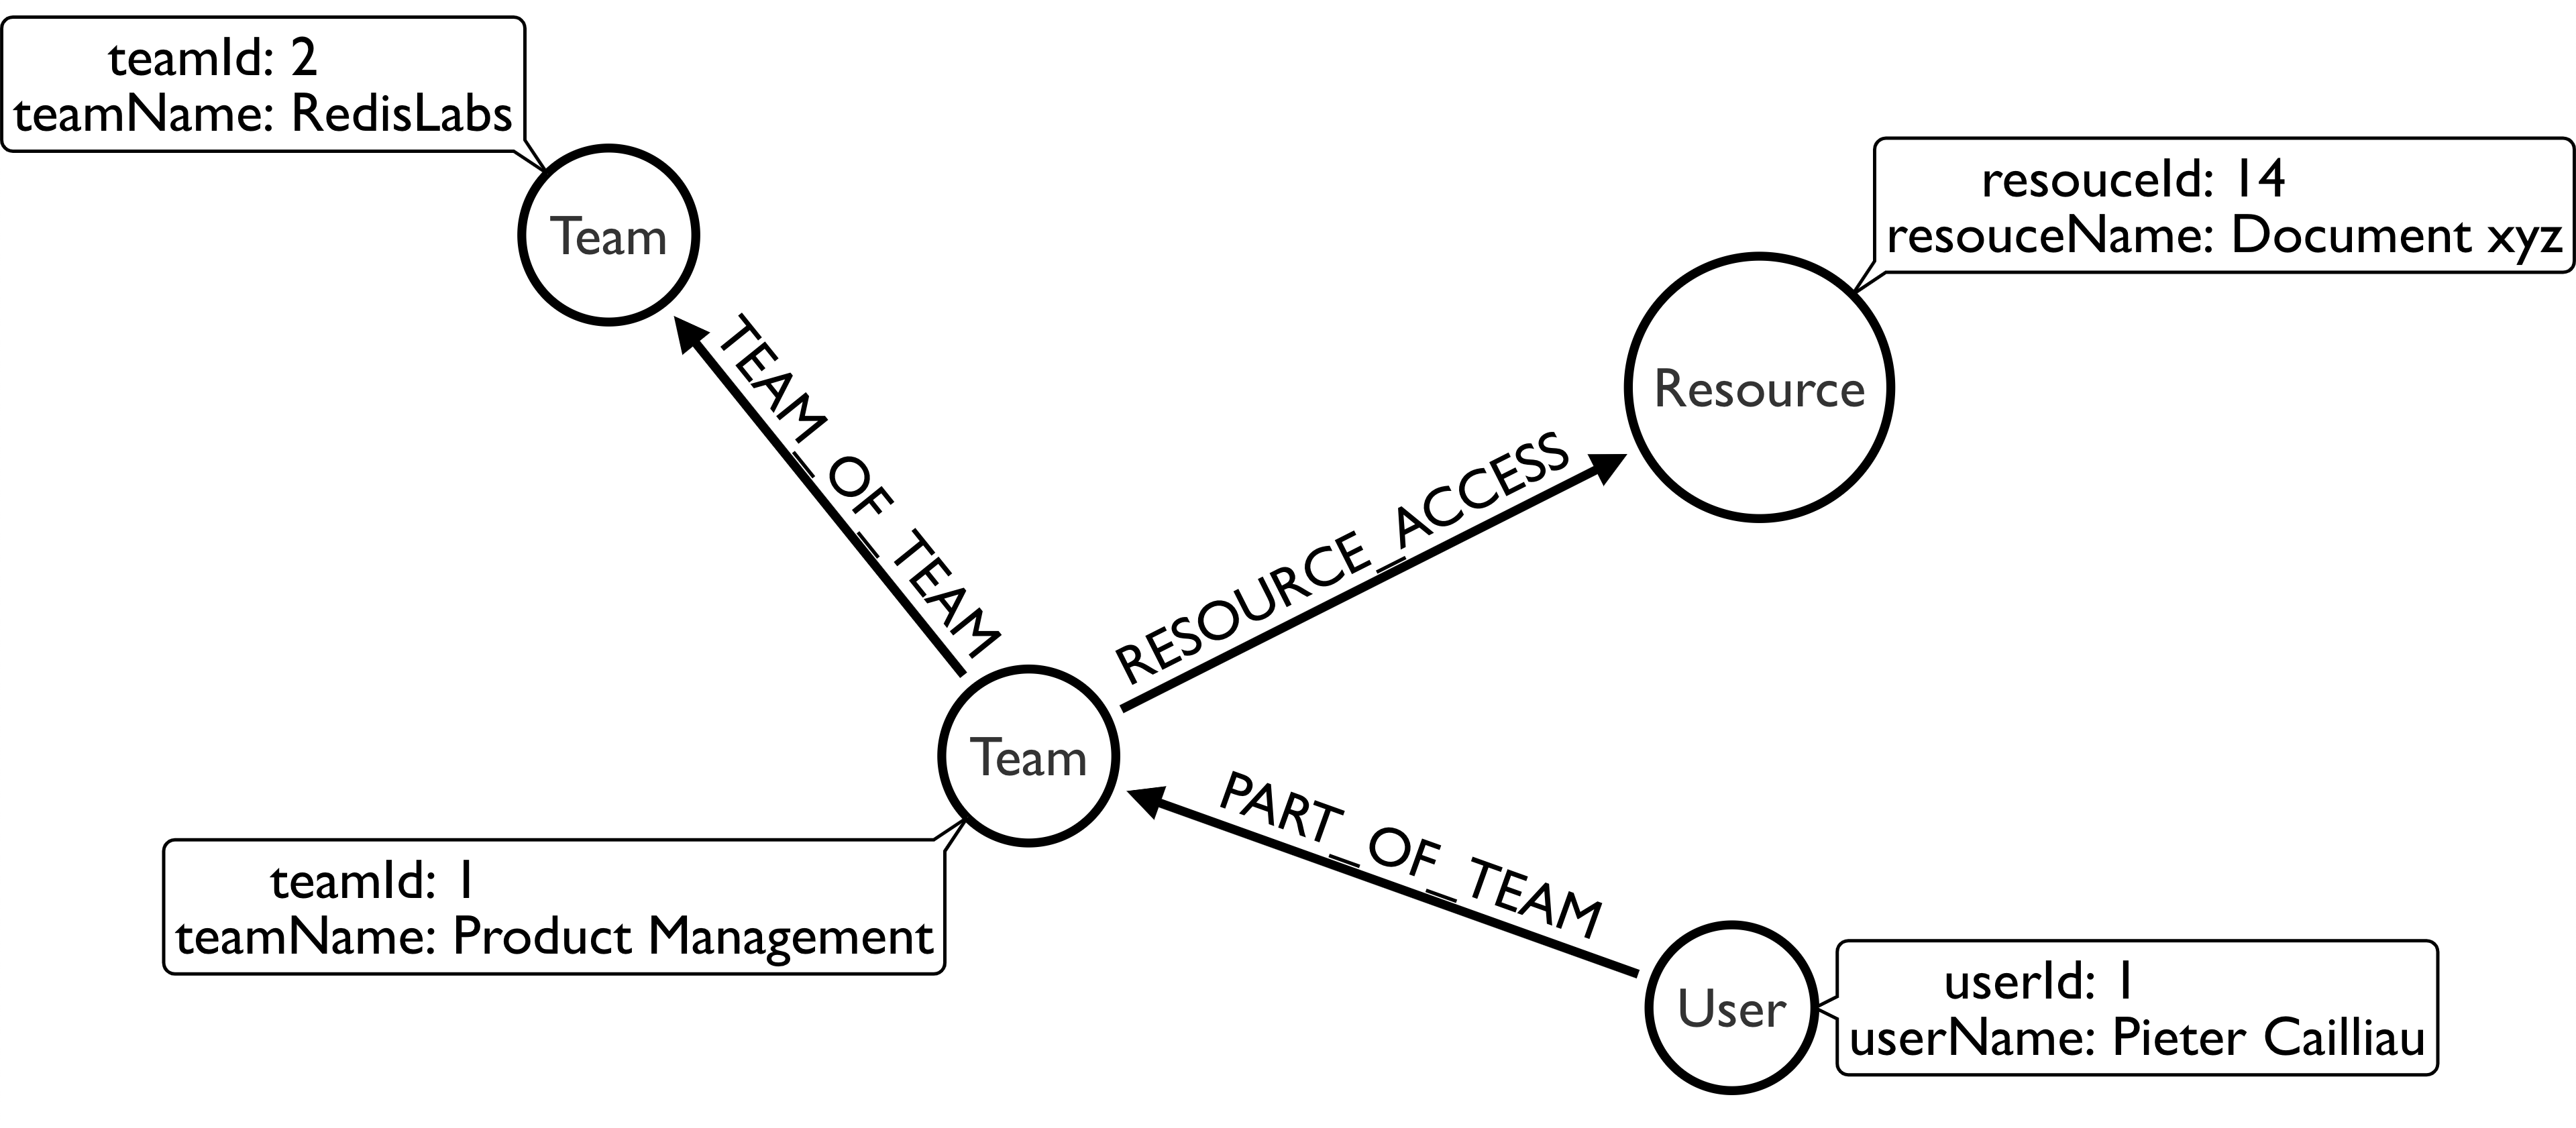 teamId: 2
teamName: RedisLabs
Team
resouceId: 14
resouceName: Document xyz
Resource
TEAM_OF_TEAM
RESOURCE_ACCESS
Team
teamId: 1
teamName: Product Management
PART_OF_TEAM
User
userId: 1
userName: Pieter Cailliau